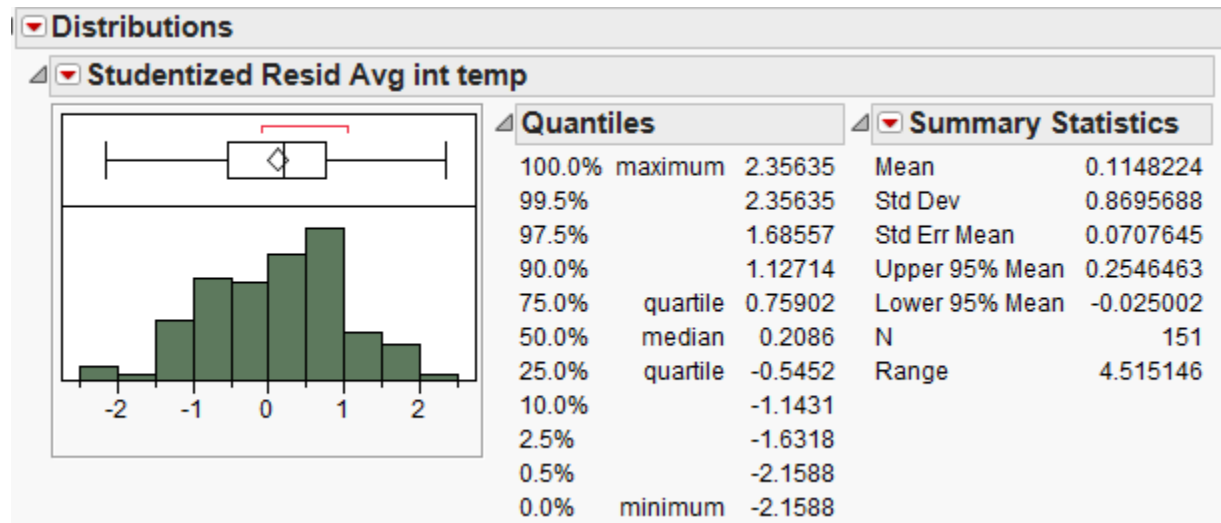 Distributions
Studentized Resid Avg int temp
-2 -1 0 1 2
Quantiles
100.0% maximum 2.35635
99.5% 2.35635
97.5% 1.68557
90.0% 1.12714
75.0% quartile 0.75902
50.0% median 0.2086
25.0% quartile -0.5452
10.0% -1.1431
2.5% -1.6318
0.5% -2.1588
0.0% minimum -2.1588
Summary Statistics
Mean 0.1148224
Std Dev 0.8695688
Std Err Mean 0.0707645
Upper 95% Mean 0.2546463
Lower 95% Mean -0.025002
N 151
Range 4.515146